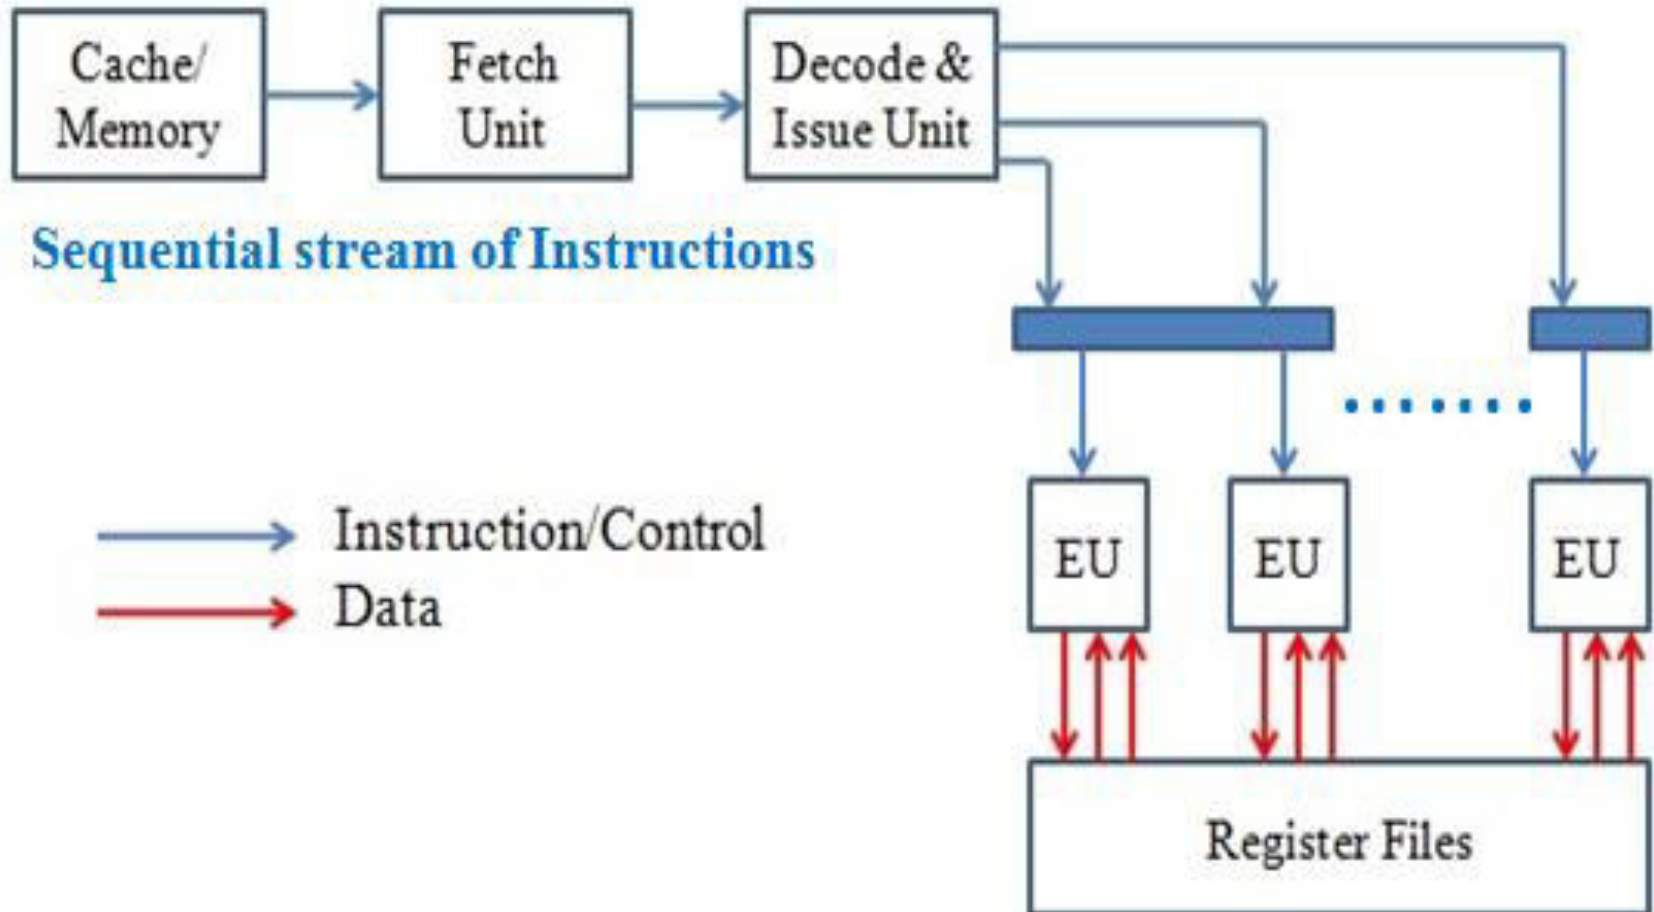 Cache/
Memory
Fetch
Unit
Decode &
Issue Unit
Sequential stream of Instructions
Instruction/Control
Data
EU
EU
EU
Register Files